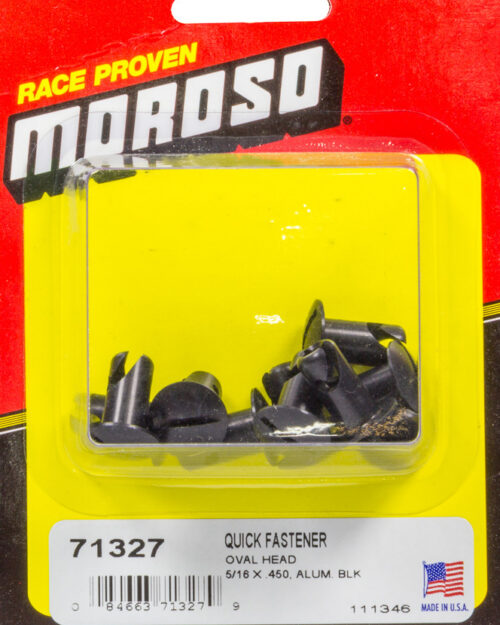 RACE PROVEN
MOROSO®
71327
QUICK FASTENER
OVAL HEAD
5/16 X .450, ALUM. BLK
0 84663 71327 9
111346
MADE IN U.S.A.